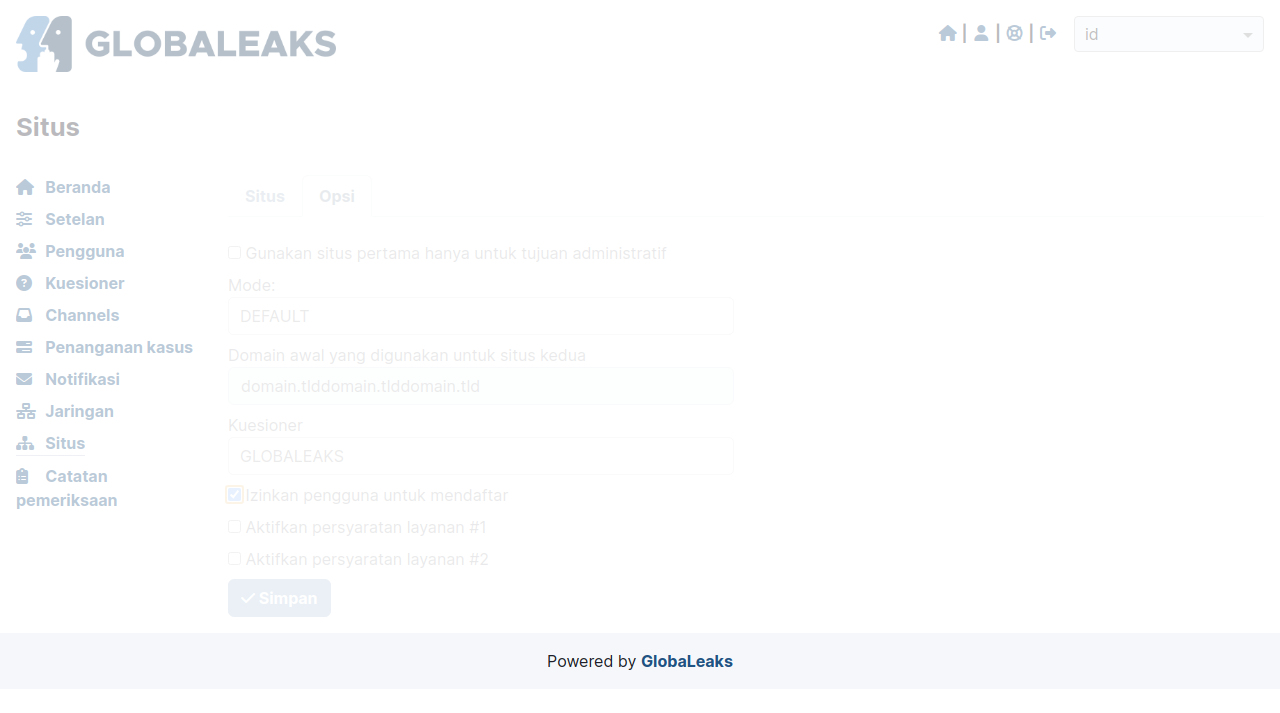 GLOBALEAKS
id
Situs
Beranda
Setelan
Pengguna
Kuesioner
Channels
Penanganan kasus
Notifikasi
Jaringan
Situs
Catatan
pemeriksaan
Situs
Opsi
Gunakan situs pertama hanya untuk tujuan administratif
Mode:
DEFAULT
Domain awal yang digunakan untuk situs kedua
domain.tlddomain.tlddomain.tld
Kuesioner
GLOBALEAKS
Izinkan pengguna untuk mendaftar
Aktifkan persyaratan layanan #1
Aktifkan persyaratan layanan #2
Simpan
Powered by GlobaLeaks